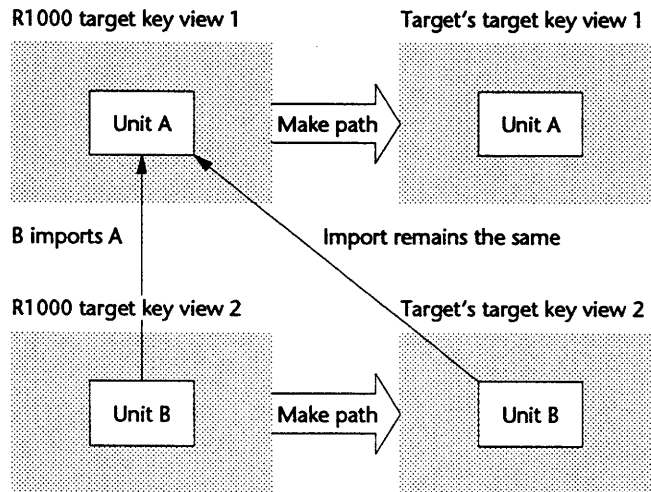 R1000 target key view 1
Target's target key view 1
Unit A
Make path
Unit A
B imports A
Import remains the same
R1000 target key view 2
Target's target key view 2
Unit B
Make path
Unit B